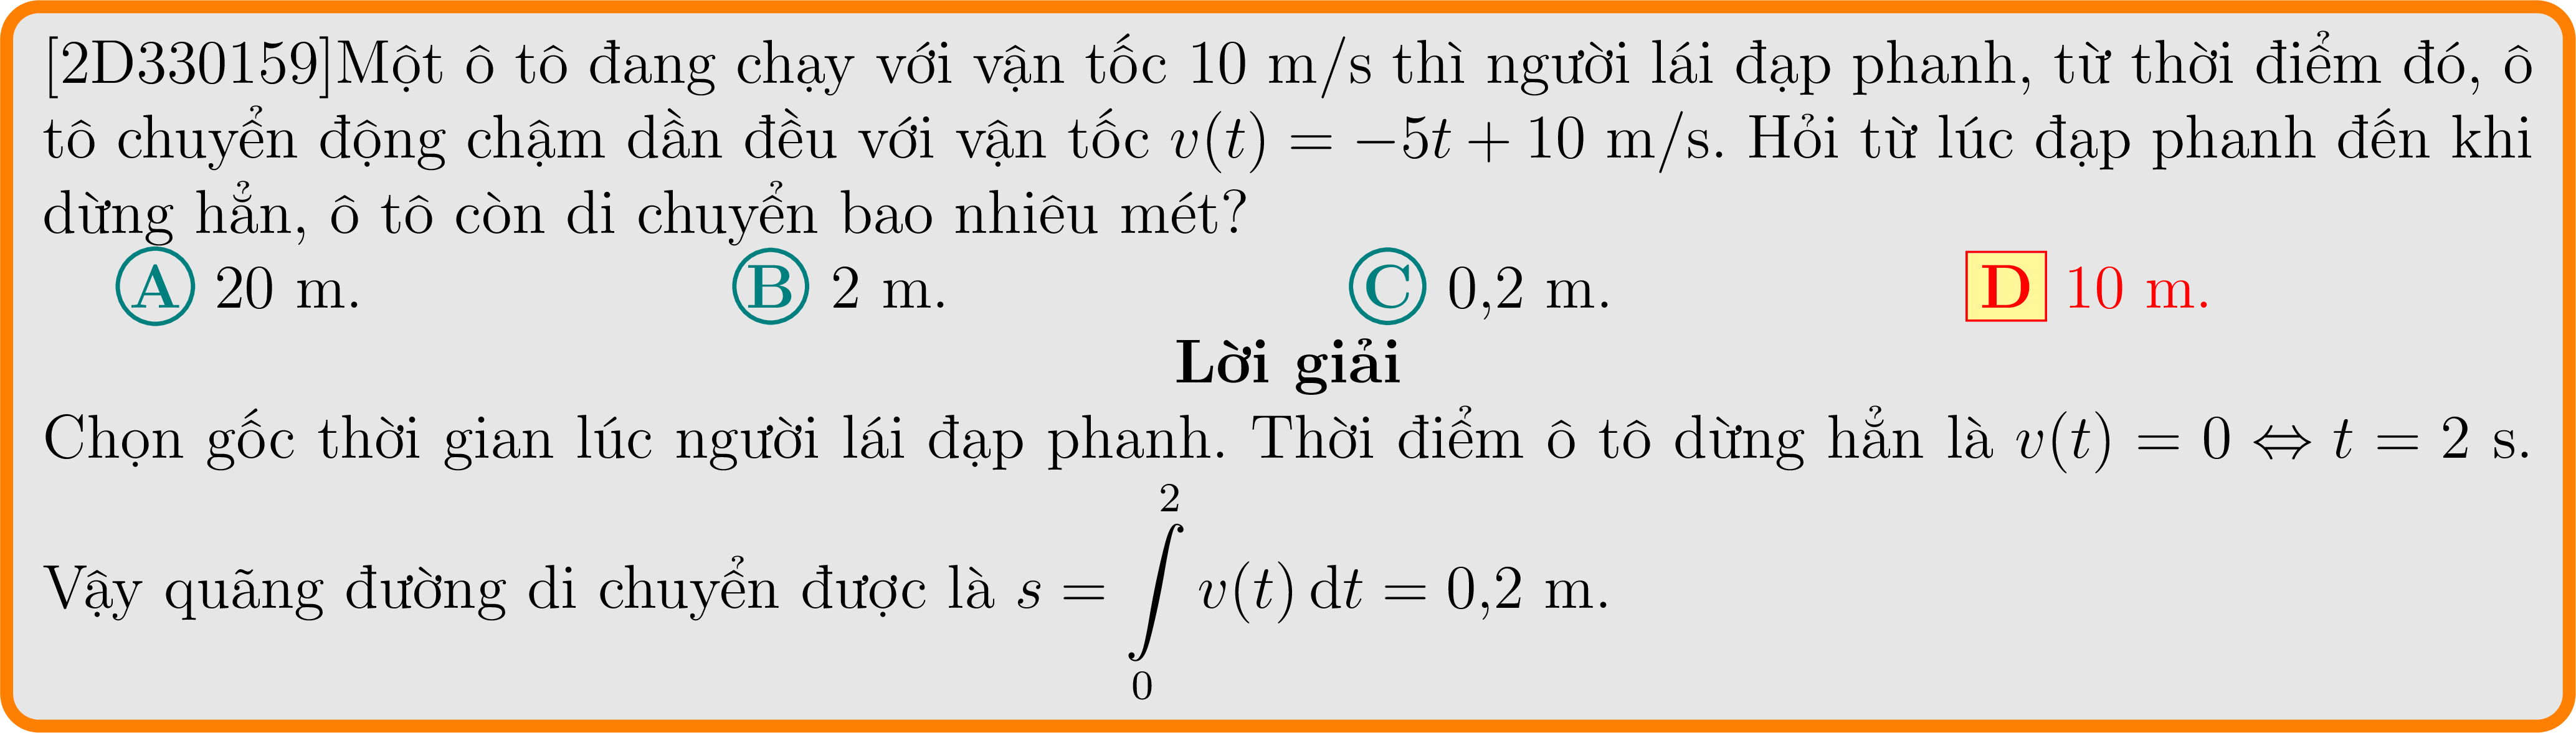 [2D330159]Một ô tô đang chạy với vận tốc 10 m/s thì người lái đạp phanh, từ thời điểm đó, ô
tô chuyển động chậm dần đều với vận tốc v(t) = −5t + 10 m/s. Hỏi từ lúc đạp phanh đến khi
dừng hẳn, ô tô còn di chuyển bao nhiêu mét?
A 20 m. B 2 m. C 0,2 m. D 10 m.
Lời giải
Chọn gốc thời gian lúc người lái đạp phanh. Thời điểm ô tô dừng hẳn là v(t) = 0 ⇔ t = 2 s.
Vậy quãng đường di chuyển được là s = ∫₀² v(t) dt = 0,2 m.